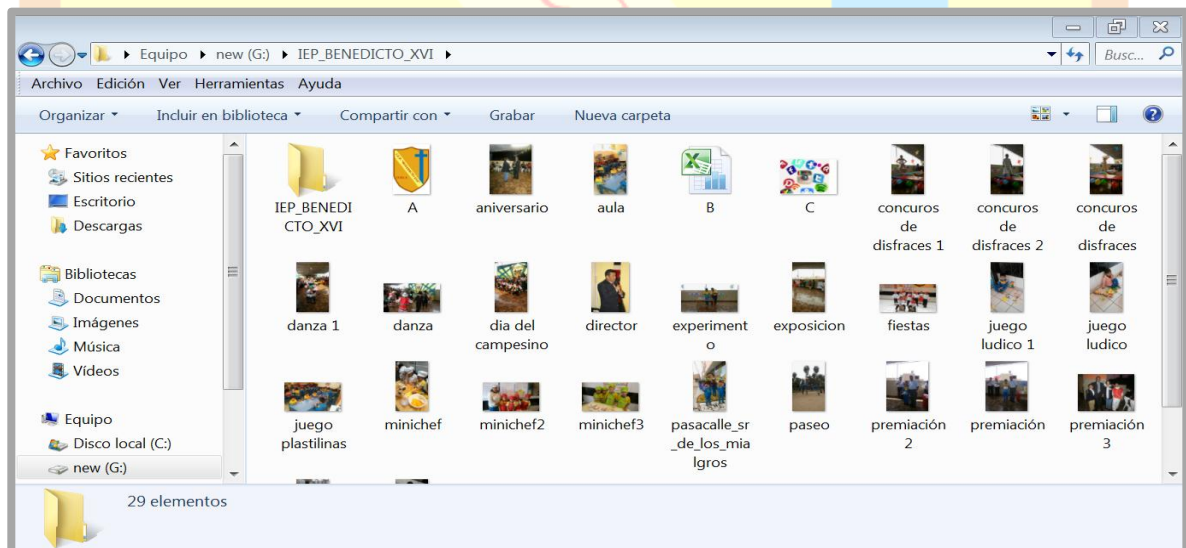 Equipo ▸ new (G:) ▸ IEP_BENEDICTO_XVI ▸
Busc...
Archivo Edición Ver Herramientas Ayuda
Organizar Incluir en biblioteca Compartir con Grabar Nueva carpeta
Favoritos
Sitios recientes
Escritorio
Descargas
Bibliotecas
Documentos
Imágenes
Música
Vídeos
Equipo
Disco local (C:)
new (G:)
IEP_BENEDI
CTO_XVI
A
aniversario
aula
B
C
concuros
de
disfraces 1
concuros
de
disfraces 2
concuros
de
disfraces
danza 1
danza
dia del
campesino
director
experiment
o
exposicion
fiestas
juego
ludico 1
juego
ludico
juego
plastilinas
minichef
minichef2
minichef3
pasacalle_sr
_de_los_mia
lgros
paseo
premiación
2
premiación
premiación
3
29 elementos